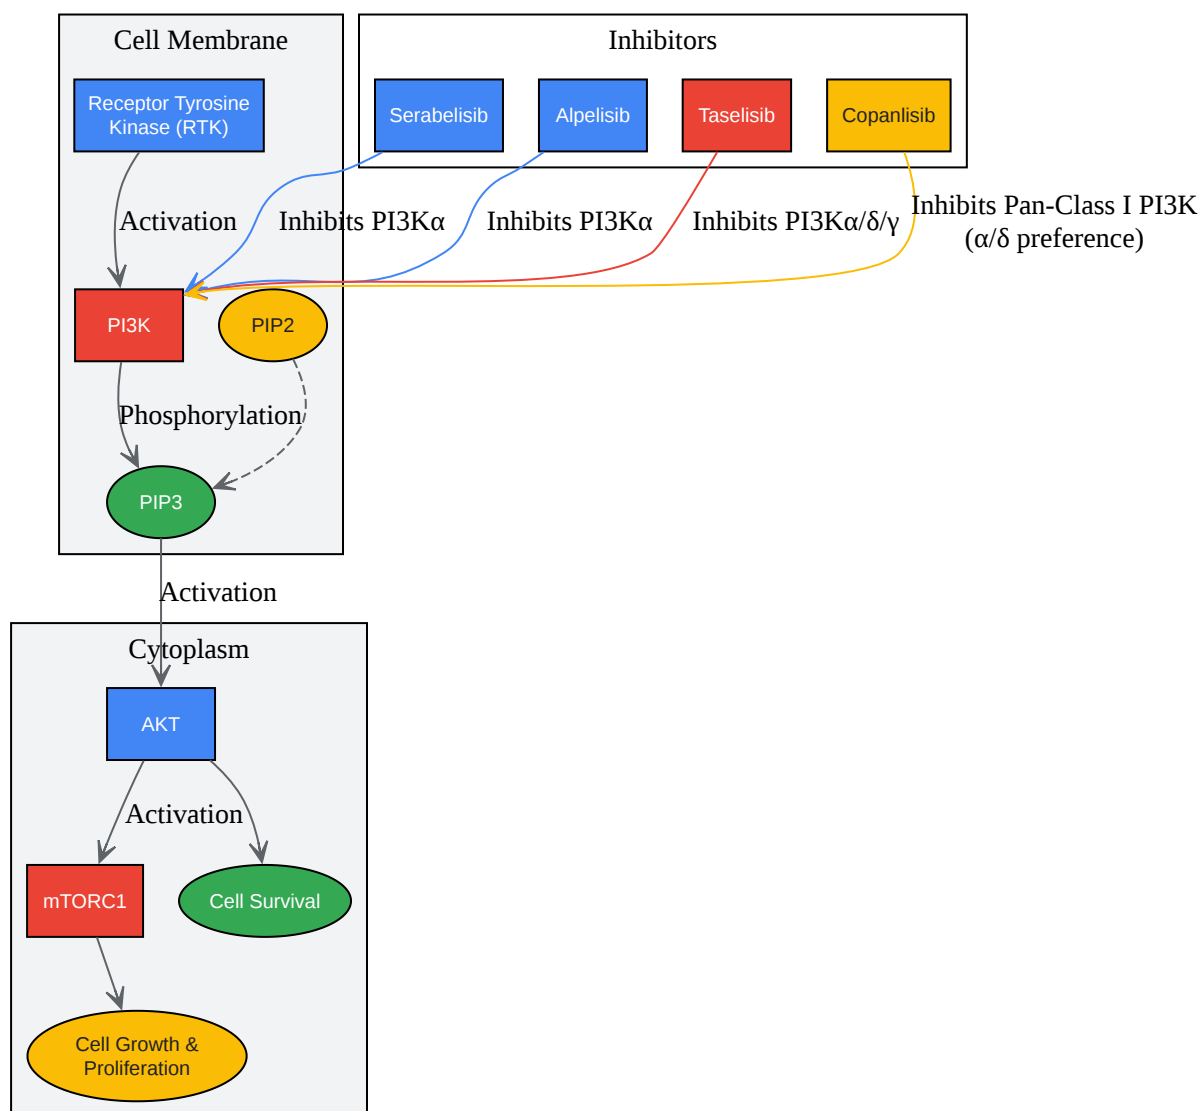 Cell Membrane
Inhibitors
Receptor Tyrosine
Kinase (RTK)
Serabelisib
Alpelisib
Taselisib
Copanlisib
Activation
Inhibits PI3Kα
Inhibits PI3Kα
Inhibits PI3Kα/δ/γ
Inhibits Pan-Class I PI3K
(α/δ preference)
PI3K
PIP2
Phosphorylation
PIP3
Activation
Cytoplasm
AKT
Activation
mTORC1
Cell Survival
Cell Growth &
Proliferation